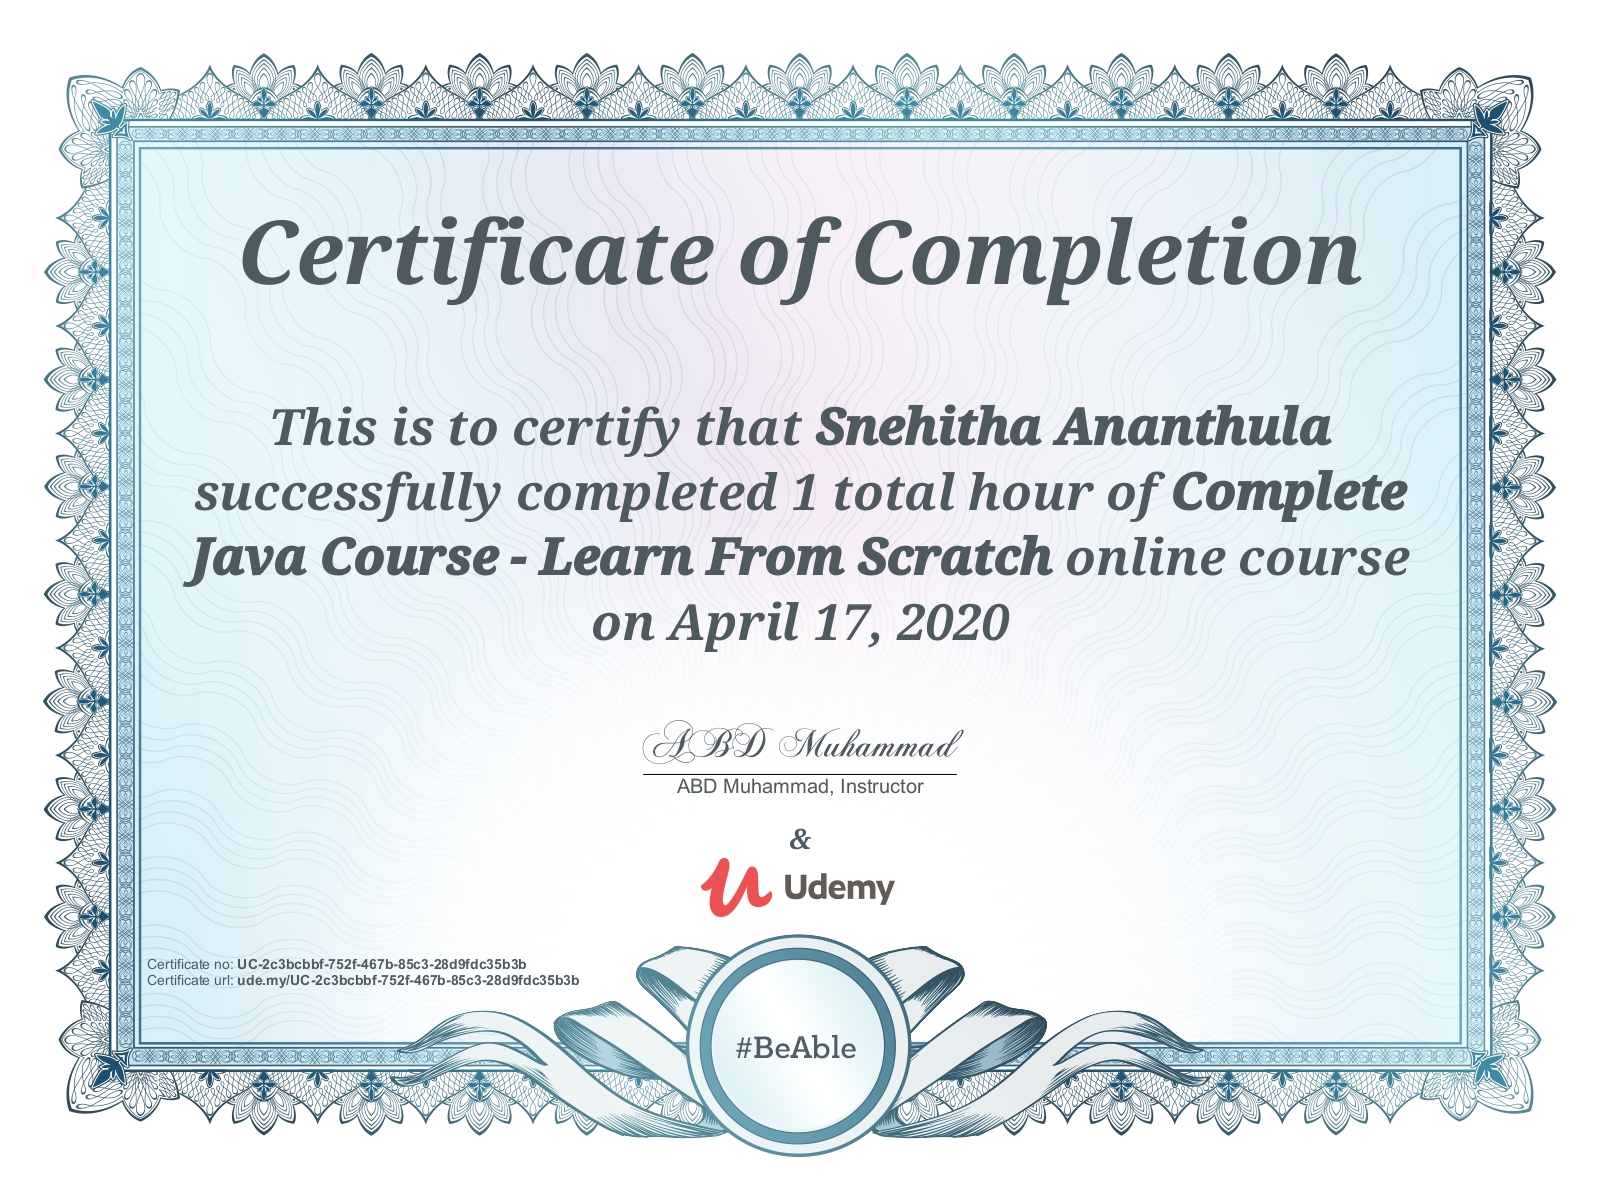 Certificate of Completion
This is to certify that Snehitha Ananthula
successfully completed 1 total hour of Complete
Java Course - Learn From Scratch online course
on April 17, 2020
ABD Muhammad
ABD Muhammad, Instructor
&
Udemy
Certificate no: UC-2c3bcbbf-752f-467b-85c3-28d9fdc35b3b
Certificate url: ude.my/UC-2c3bcbbf-752f-467b-85c3-28d9fdc35b3b
#BeAble